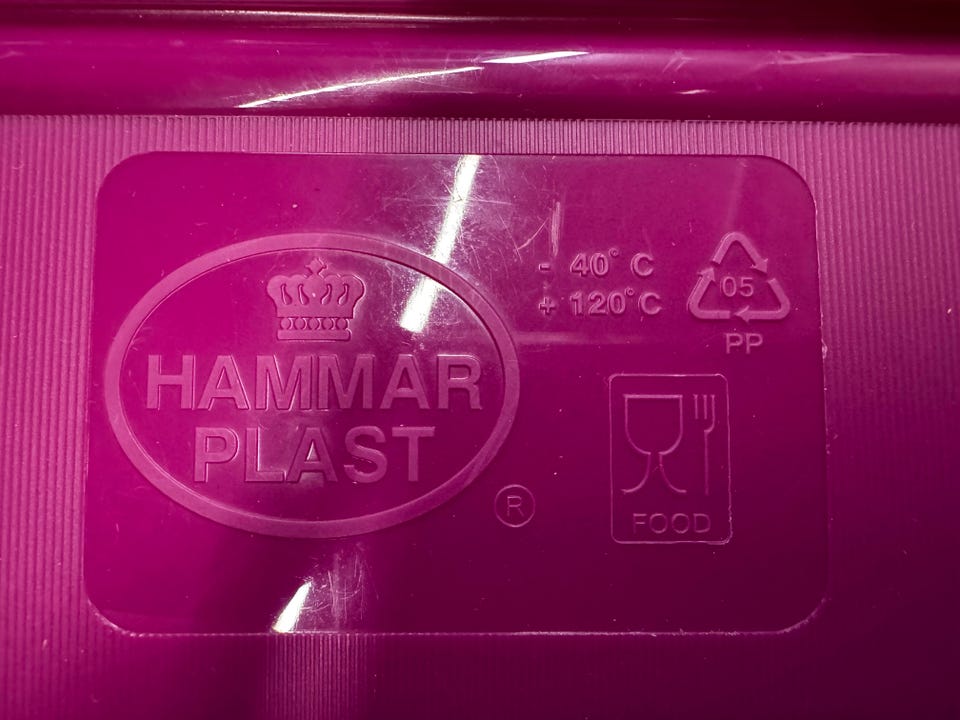 HAMMAR
PLAST
®
- 40° C
+ 120°C
05
PP
FOOD